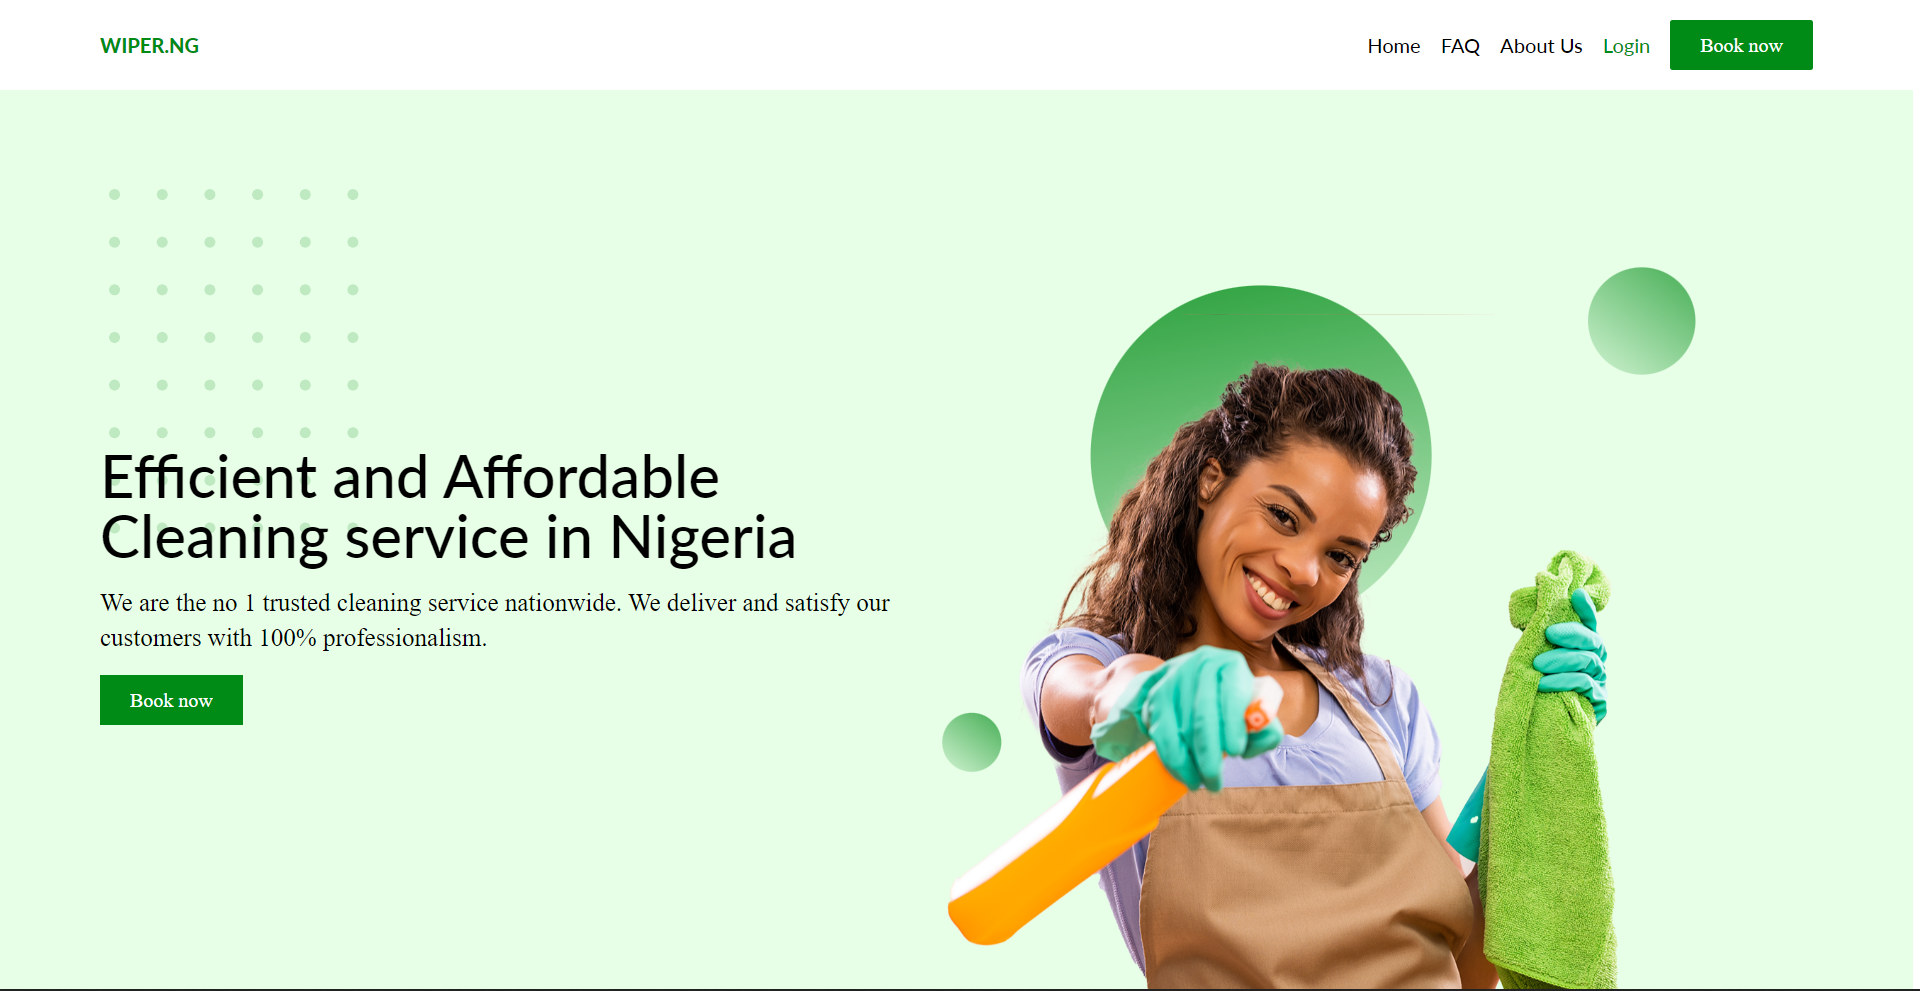 WIPER.NG
Home FAQ About Us Login Book now
Efficient and Affordable
Cleaning service in Nigeria
We are the no 1 trusted cleaning service nationwide. We deliver and satisfy our
customers with 100% professionalism.
Book now